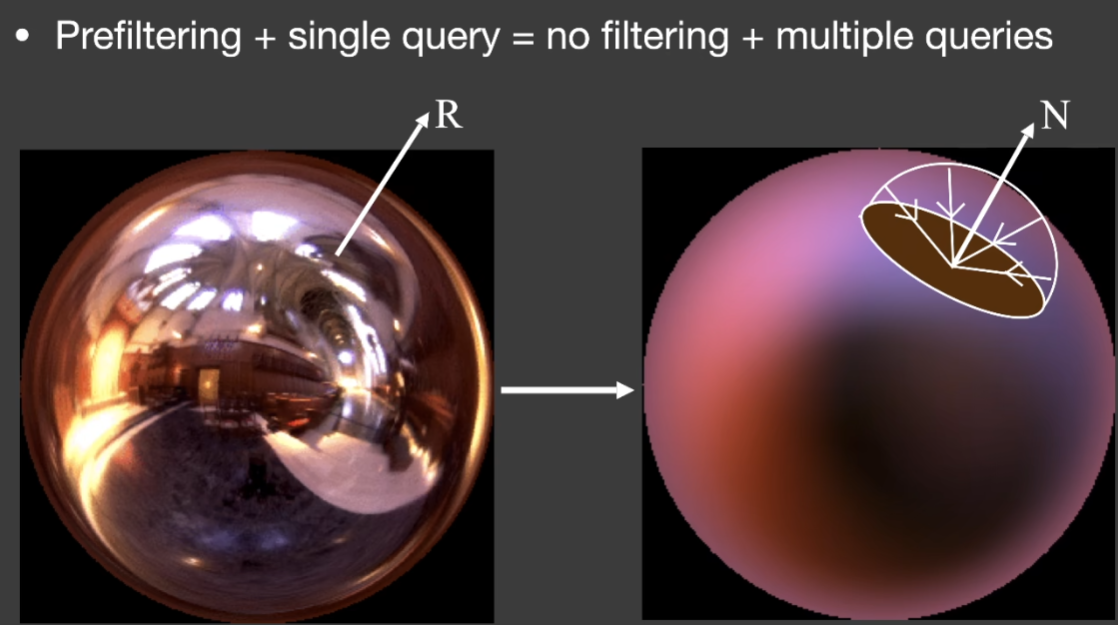 • Prefiltering + single query = no filtering + multiple queries
R
N